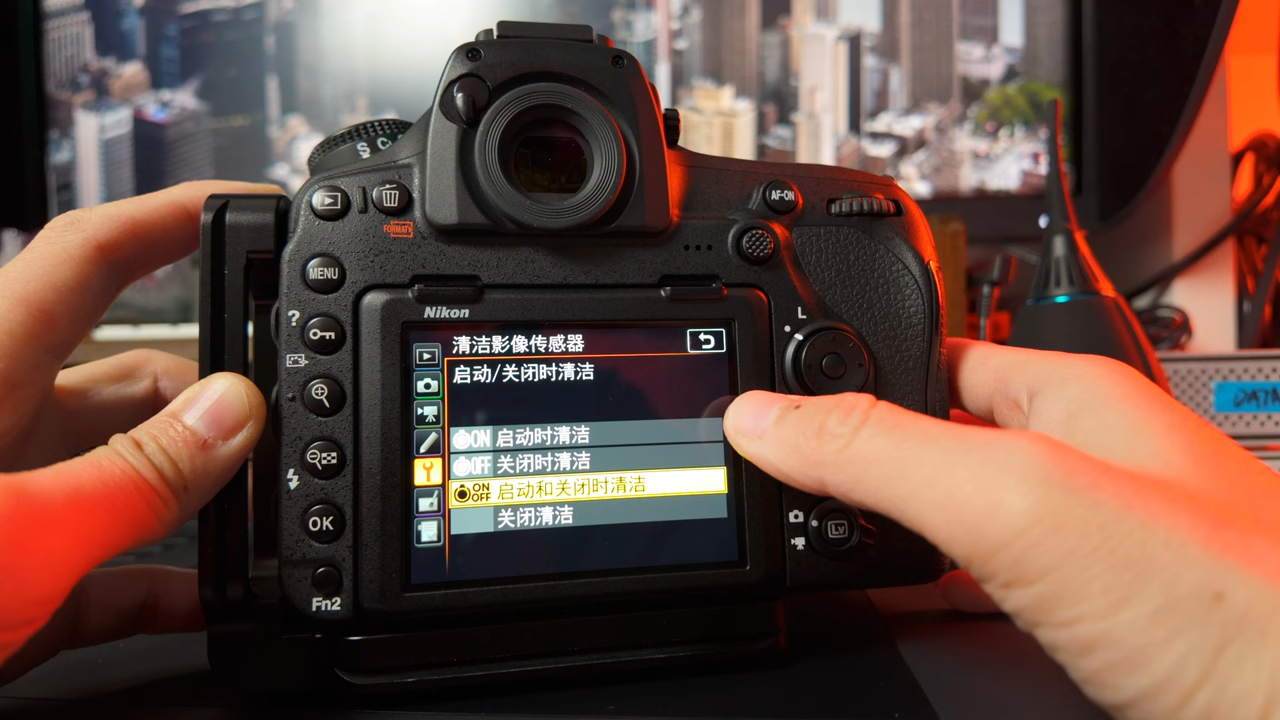 S C
AF-ON
FORMAT
MENU
L
Nikon
?
清洁影像传感器
启动/关闭时清洁
ON 启动时清洁
OFF 关闭时清洁
ON OFF 启动和关闭时清洁
关闭清洁
DATA
OK
Lv
Fn2